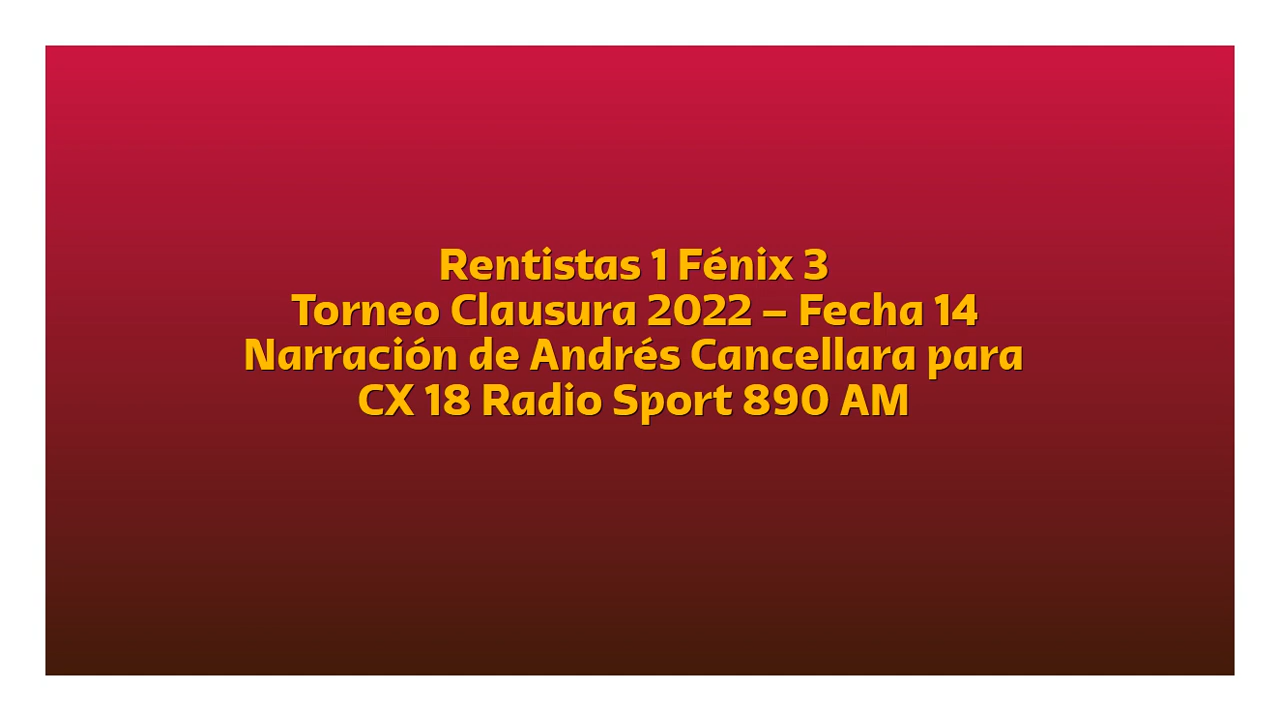 Rentistas 1 Fénix 3
Torneo Clausura 2022 – Fecha 14
Narración de Andrés Cancellara para
CX 18 Radio Sport 890 AM